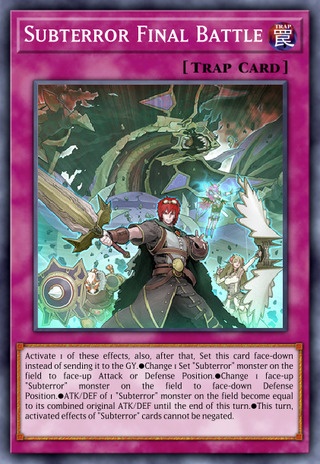 Subterror Final Battle
TRAP
罠
[Trap Card]
Activate 1 of these effects, also, after that, Set this card face-down
instead of sending it to the GY.●Change 1 Set "Subterror" monster on the
field to face-up Attack or Defense Position.●Change 1 face-up
"Subterror" monster on the field to face-down Defense
Position.●ATK/DEF of 1 "Subterror" monster on the field become equal
to its combined original ATK/DEF until the end of this turn.●This turn,
activated effects of "Subterror" cards cannot be negated.